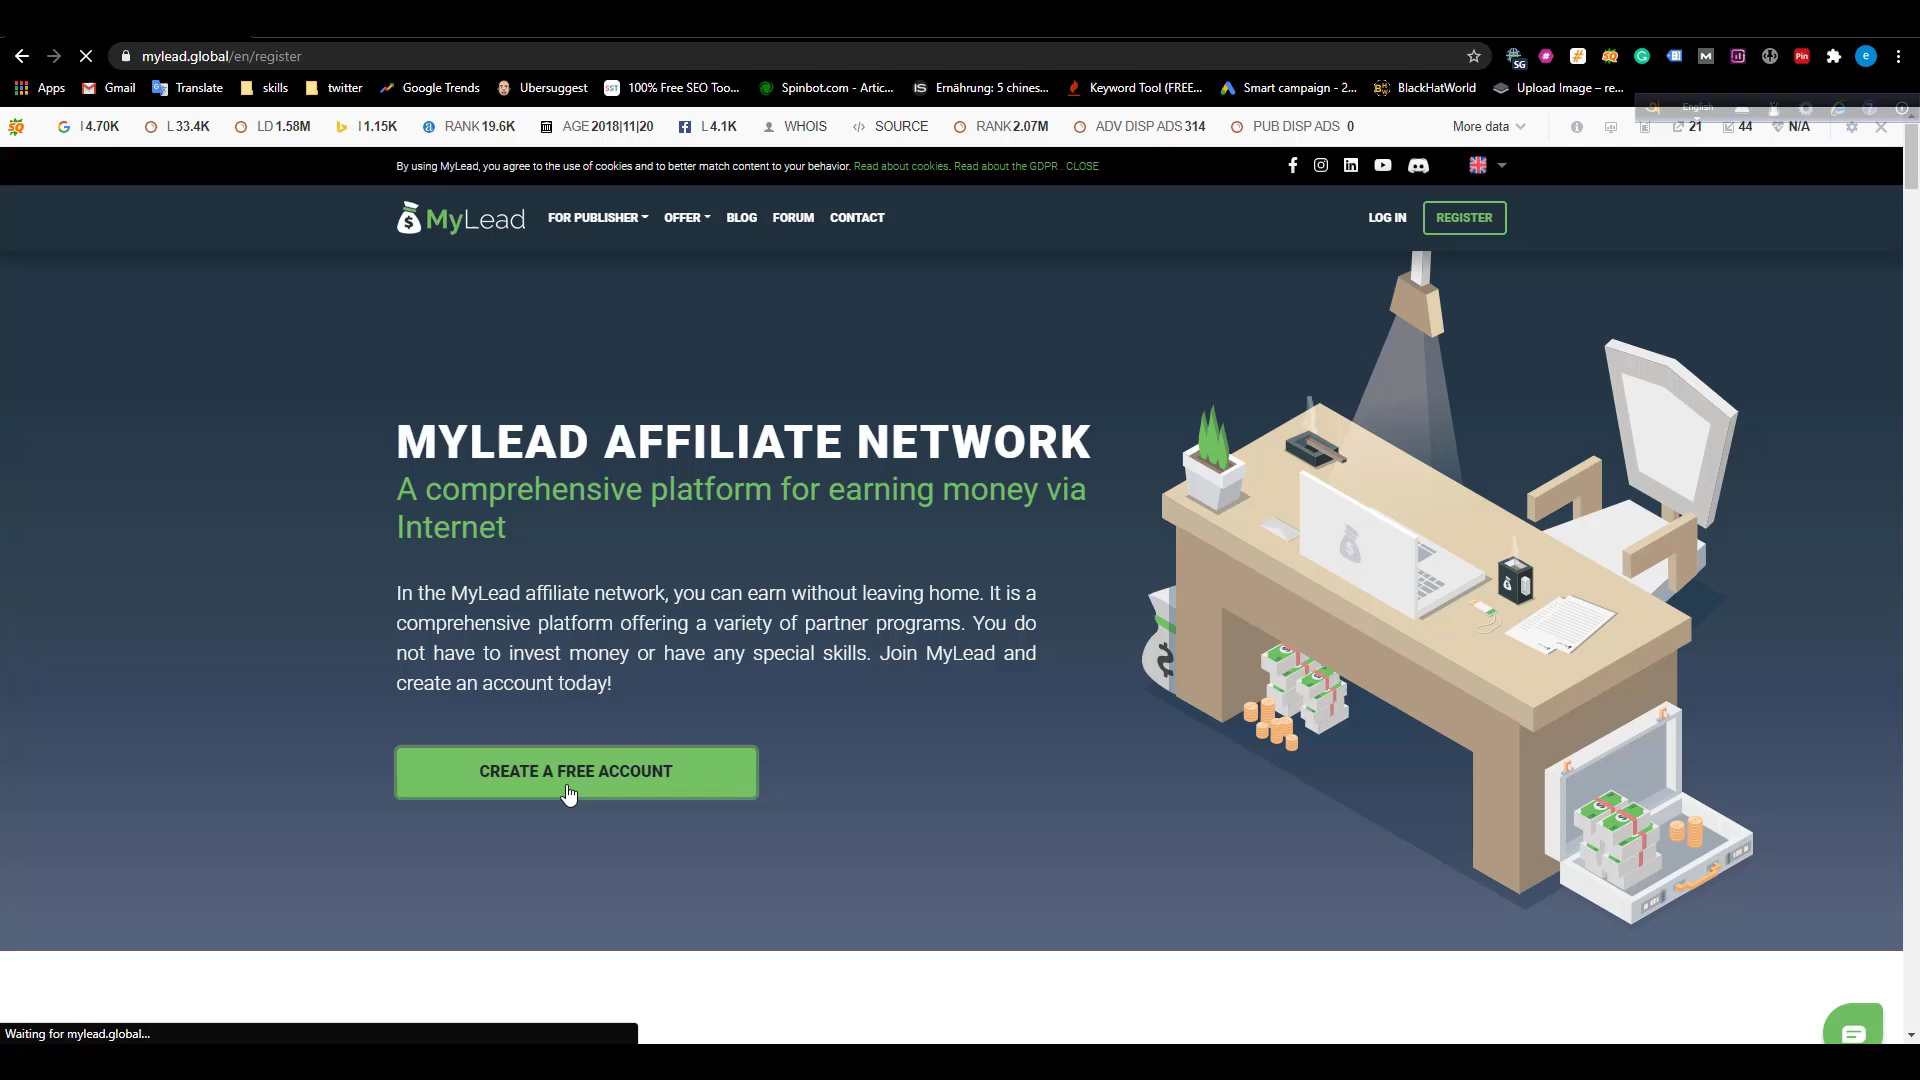 mylead.global/en/register
SG
Pin
e
Apps
Gmail
Translate
skills
twitter
Google Trends
Ubersuggest
100% Free SEO Too...
Spinbot.com - Artic...
Ernährung: 5 chines...
Keyword Tool (FREE...
Smart campaign - 2...
BlackHatWorld
Upload Image – re...
English
I 4.70K
L 33.4K
LD 1.58M
I 1.15K
RANK 19.6K
AGE 2018|11|20
L 4.1K
WHOIS
SOURCE
RANK 2.07M
ADV DISP ADS 314
PUB DISP ADS 0
More data
21
44
N/A
By using MyLead, you agree to the use of cookies and to better match content to your behavior. Read about cookies. Read about the GDPR . CLOSE
MyLead
FOR PUBLISHER
OFFER
BLOG
FORUM
CONTACT
LOG IN
REGISTER
MYLEAD AFFILIATE NETWORK
A comprehensive platform for earning money via
Internet
In the MyLead affiliate network, you can earn without leaving home. It is a
comprehensive platform offering a variety of partner programs. You do
not have to invest money or have any special skills. Join MyLead and
create an account today!
CREATE A FREE ACCOUNT
Waiting for mylead.global...